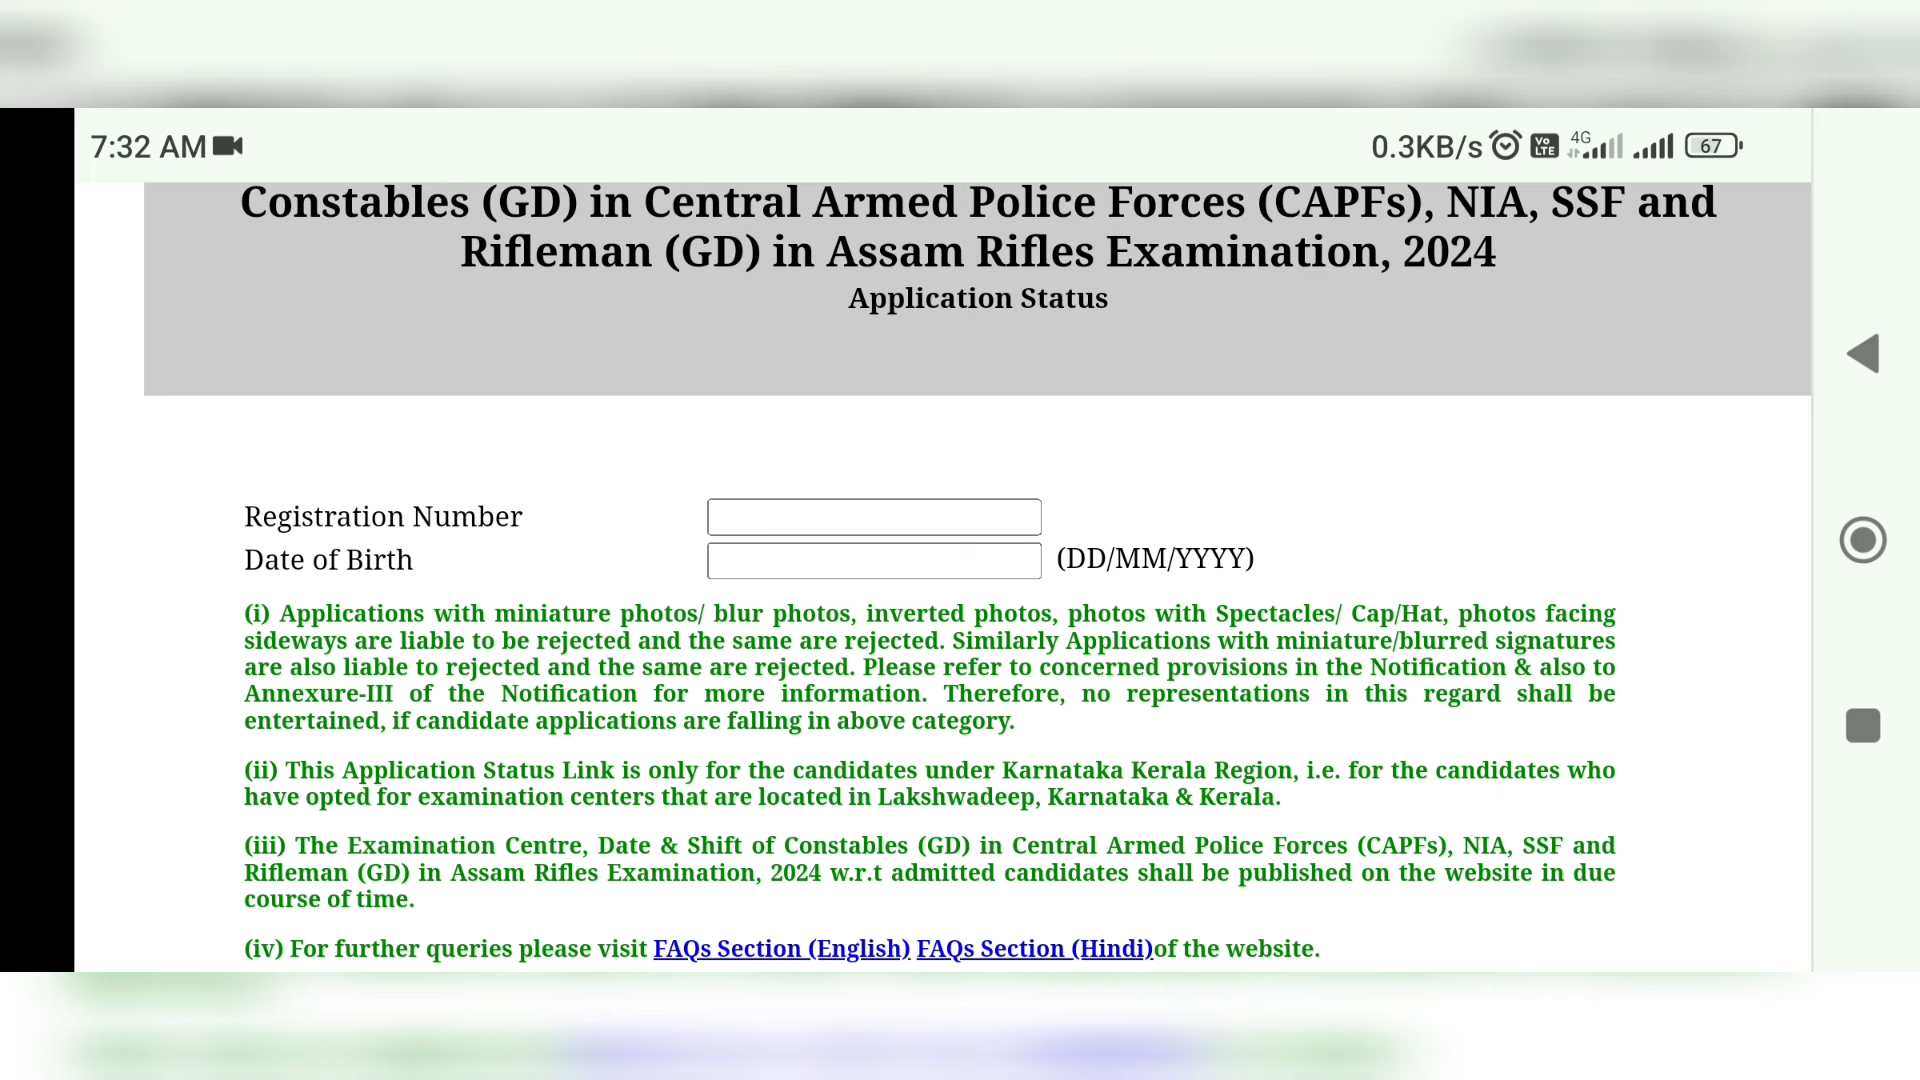 7:32 AM
0.3KB/s Vo LTE 4G 67
Constables (GD) in Central Armed Police Forces (CAPFs), NIA, SSF and
Rifleman (GD) in Assam Rifles Examination, 2024
Application Status
Registration Number
Date of Birth (DD/MM/YYYY)
(i) Applications with miniature photos/ blur photos, inverted photos, photos with Spectacles/ Cap/Hat, photos facing
sideways are liable to be rejected and the same are rejected. Similarly Applications with miniature/blurred signatures
are also liable to rejected and the same are rejected. Please refer to concerned provisions in the Notification & also to
Annexure-III of the Notification for more information. Therefore, no representations in this regard shall be
entertained, if candidate applications are falling in above category.
(ii) This Application Status Link is only for the candidates under Karnataka Kerala Region, i.e. for the candidates who
have opted for examination centers that are located in Lakshwadeep, Karnataka & Kerala.
(iii) The Examination Centre, Date & Shift of Constables (GD) in Central Armed Police Forces (CAPFs), NIA, SSF and
Rifleman (GD) in Assam Rifles Examination, 2024 w.r.t admitted candidates shall be published on the website in due
course of time.
(iv) For further queries please visit FAQs Section (English) FAQs Section (Hindi)of the website.